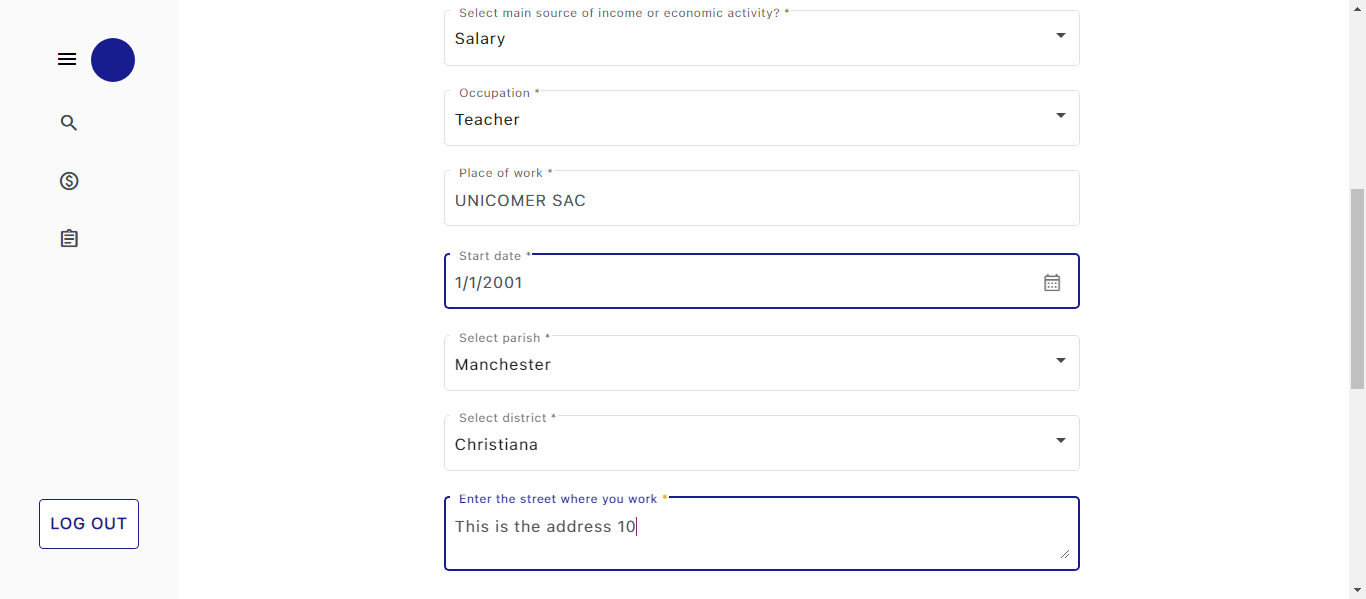 Select main source of income or economic activity? *
Salary
Occupation *
Teacher
Place of work *
UNICOMER SAC
Start date *
1/1/2001
Select parish *
Manchester
Select district *
Christiana
Enter the street where you work *
This is the address 10
LOG OUT